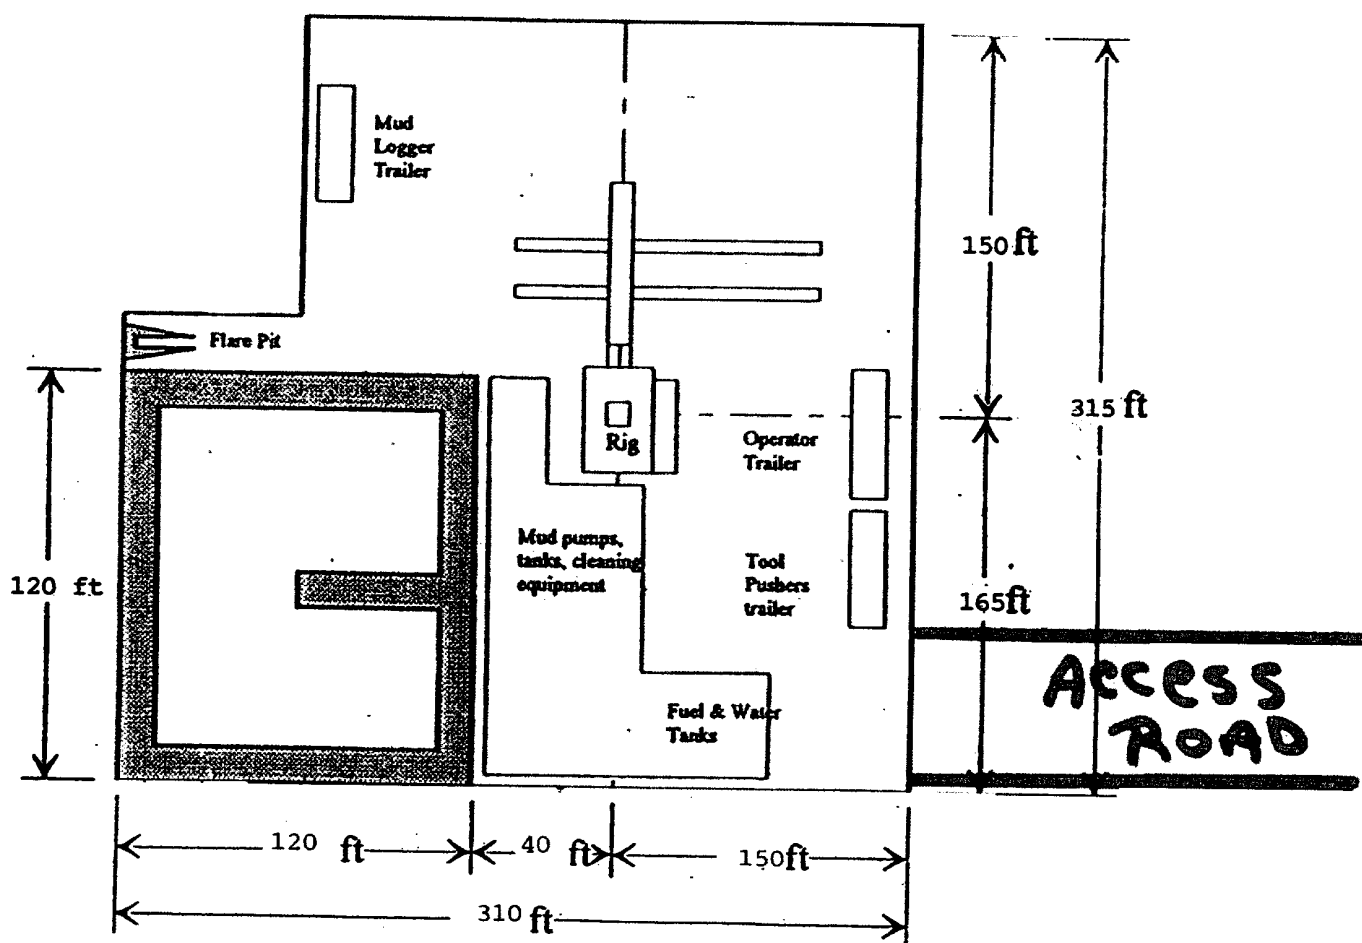 Mud
Logger
Trailer
150 ft
Flare Pit
315 ft
Rig
Operator
Trailer
Mud pumps,
tanks, cleaning
equipment
Tool
Pushers
trailer
120 ft
165ft
Access
ROAD
Fuel & Water
Tanks
120 ft
40 ft
150ft
310 ft